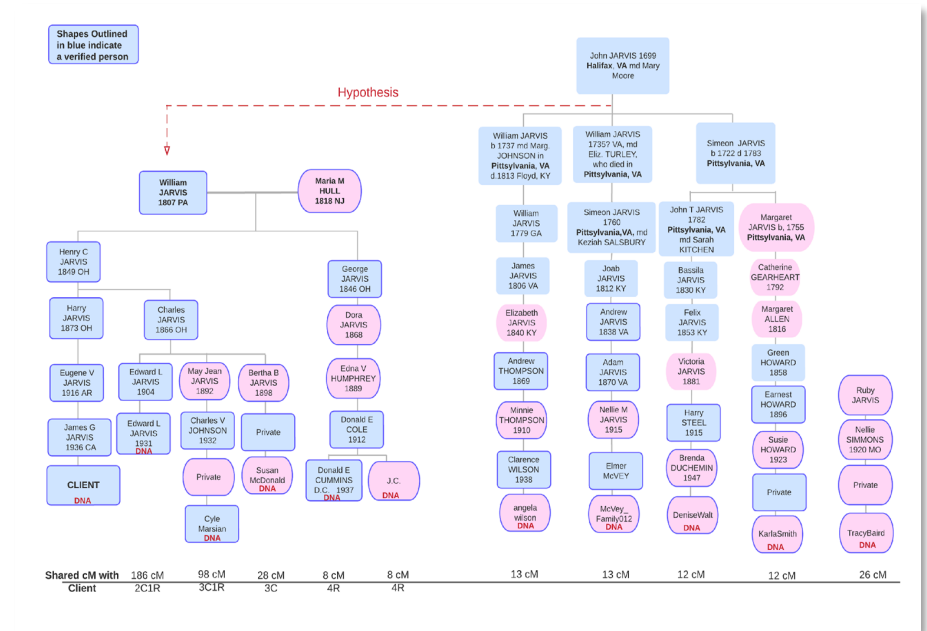 Shapes Outlined
in blue indicate
a verified person
John JARVIS 1699
Halifax, VA md Mary
Moore
Hypothesis
William JARVIS
b 1737 md Marg.
JOHNSON in
Pittsylvania, VA
d.1813 Floyd, KY
William JARVIS
1735? VA, md
Eliz. TURLEY,
who died in
Pittsylvania, VA
Simeon JARVIS
b 1722 d 1783
Pittsylvania, VA
William
JARVIS
1807 PA
Maria M
HULL
1818 NJ
William
JARVIS
1779 GA
Simeon JARVIS
1760
Pittsylvania,VA, md
Keziah SALSBURY
John T JARVIS
1782
Pittsylvania, VA
md Sarah
KITCHEN
Margaret
JARVIS b, 1755
Pittsylvania, VA
Henry C
JARVIS
1849 OH
George
JARVIS
1846 OH
James
JARVIS
1806 VA
Joab
JARVIS
1812 KY
Bassila
JARVIS
1830 KY
Catherine
GEARHEART
1792
Harry
JARVIS
1873 OH
Charles
JARVIS
1866 OH
Dora
JARVIS
1868
Elizabeth
JARVIS
1840 KY
Andrew
JARVIS
1838 VA
Felix
JARVIS
1853 KY
Margaret
ALLEN
1816
Eugene V
JARVIS
1916 AR
Edward L
JARVIS
1904
May Jean
JARVIS
1892
Bertha B
JARVIS
1898
Edna V
HUMPHREY
1889
Andrew
THOMPSON
1869
Adam
JARVIS
1870 VA
Victoria
JARVIS
1881
Green
HOWARD
1858
Ruby
JARVIS
James G
JARVIS
1936 CA
Edward L
JARVIS
1931
DNA
Charles V
JOHNSON
1932
Private
Donald E
COLE
1912
Minnie
THOMPSON
1910
Nellie M
JARVIS
1915
Harry
STEEL
1915
Earnest
HOWARD
1896
Nellie
SIMMONS
1920 MO
CLIENT
DNA
Private
Susan
McDonald
DNA
Donald E
CUMMINS
D.C. 1937
DNA
J.C.
DNA
Clarence
WILSON
1938
Elmer
McVEY
Brenda
DUCHEMIN
1947
Susie
HOWARD
1923
Private
Cyle
Marsian
DNA
angela
wilson
DNA
McVey_
Family012
DNA
DeniseWalt
DNA
Private
KarlaSmith
DNA
TracyBaird
DNA
Shared cM with
Client
186 cM
2C1R
98 cM
3C1R
28 cM
3C
8 cM
4R
8 cM
4R
13 cM
13 cM
12 cM
12 cM
26 cM